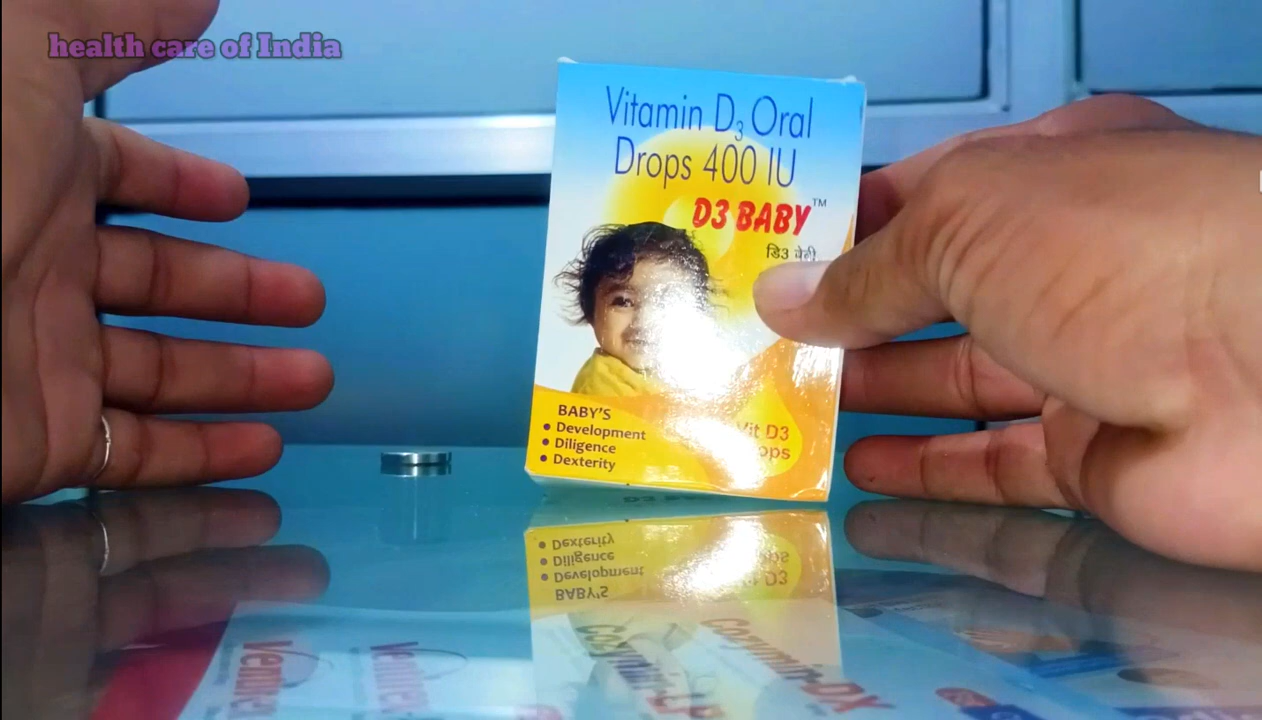 health care of India
Vitamin D3 Oral
Drops 400 IU
D3 BABY™
डि3 बेबी
BABY'S
• Development
• Diligence
• Dexterity
Vit D3